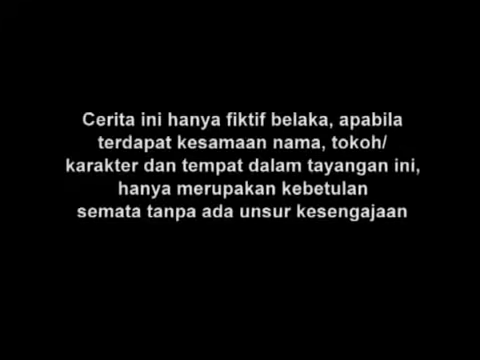 Cerita ini hanya fiktif belaka, apabila
terdapat kesamaan nama, tokoh/
karakter dan tempat dalam tayangan ini,
hanya merupakan kebetulan
semata tanpa ada unsur kesengajaan